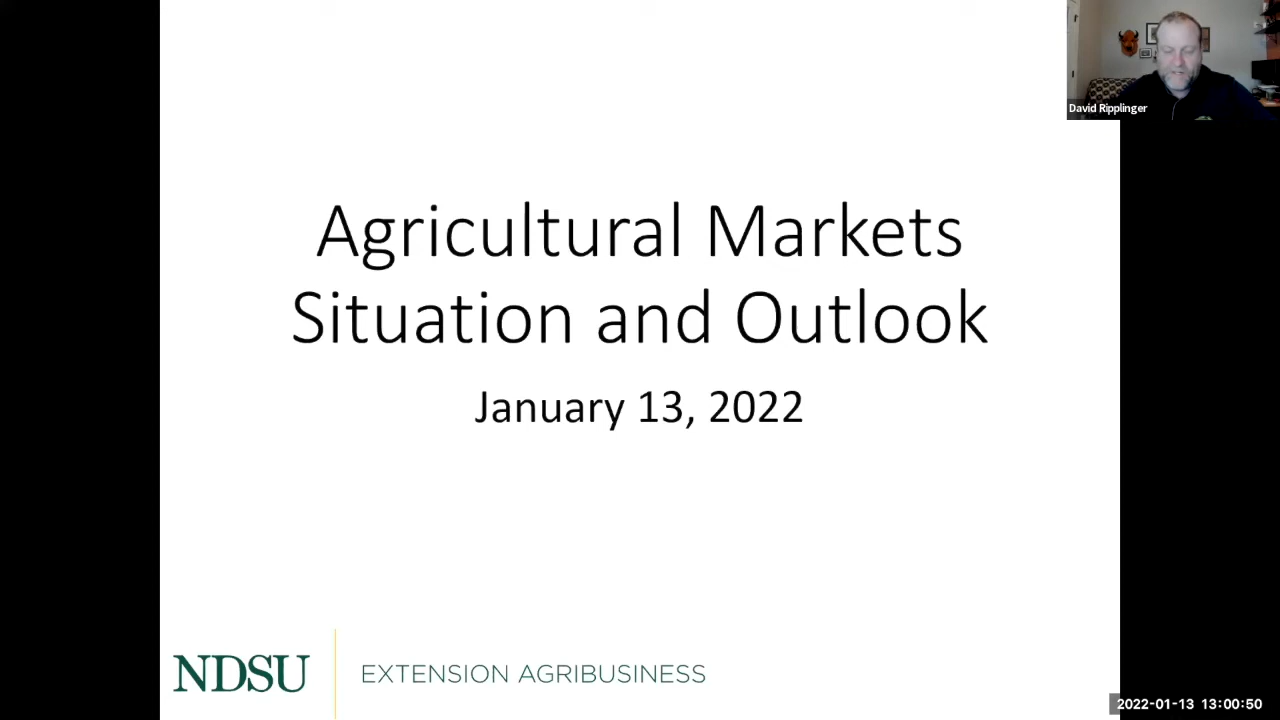 David Ripplinger
Agricultural Markets
Situation and Outlook
January 13, 2022
NDSU
EXTENSION AGRIBUSINESS
2022-01-13 13:00:50